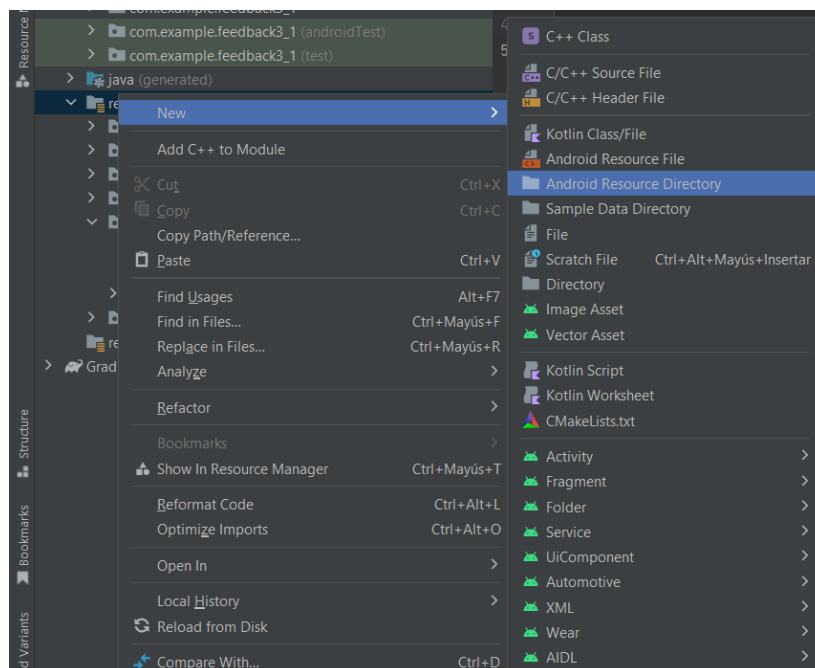 Resource
com.example.feedback3_1 (androidTest)
com.example.feedback3_1 (test)
java (generated)
Grad
Structure
Bookmarks
Variants
4
5
New
Add C++ to Module
Cut Ctrl+X
Copy Ctrl+C
Copy Path/Reference...
Paste Ctrl+V
Find Usages Alt+F7
Find in Files... Ctrl+Mayús+F
Replace in Files... Ctrl+Mayús+R
Analyze
Refactor
Bookmarks
Show In Resource Manager Ctrl+Mayús+T
Reformat Code Ctrl+Alt+L
Optimize Imports Ctrl+Alt+O
Open In
Local History
Reload from Disk
Compare With... Ctrl+D
C++ Class
C/C++ Source File
C/C++ Header File
Kotlin Class/File
Android Resource File
Android Resource Directory
Sample Data Directory
File
Scratch File Ctrl+Alt+Mayús+Insertar
Directory
Image Asset
Vector Asset
Kotlin Script
Kotlin Worksheet
CMakeLists.txt
Activity
Fragment
Folder
Service
UiComponent
Automotive
XML
Wear
AIDL